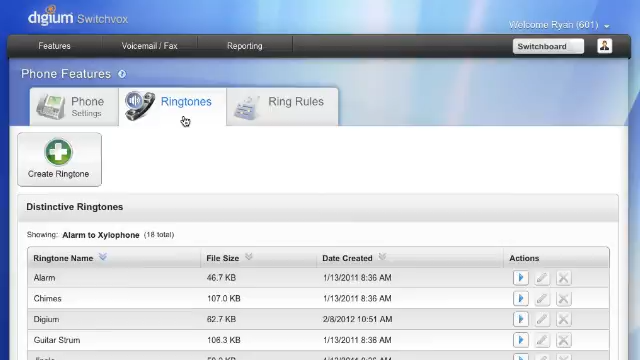 digium Switchvox
Welcome Ryan (601)
Features Voicemail / Fax Reporting Switchboard
Phone Features ?
Phone Settings Ringtones Ring Rules
Create Ringtone
Distinctive Ringtones
Showing: Alarm to Xylophone (18 total)
Ringtone Name File Size Date Created Actions
Alarm 46.7 KB 1/13/2011 8:36 AM
Chimes 107.0 KB 1/13/2011 8:36 AM
Digium 62.7 KB 2/8/2012 10:51 AM
Guitar Strum 106.3 KB 1/13/2011 8:36 AM